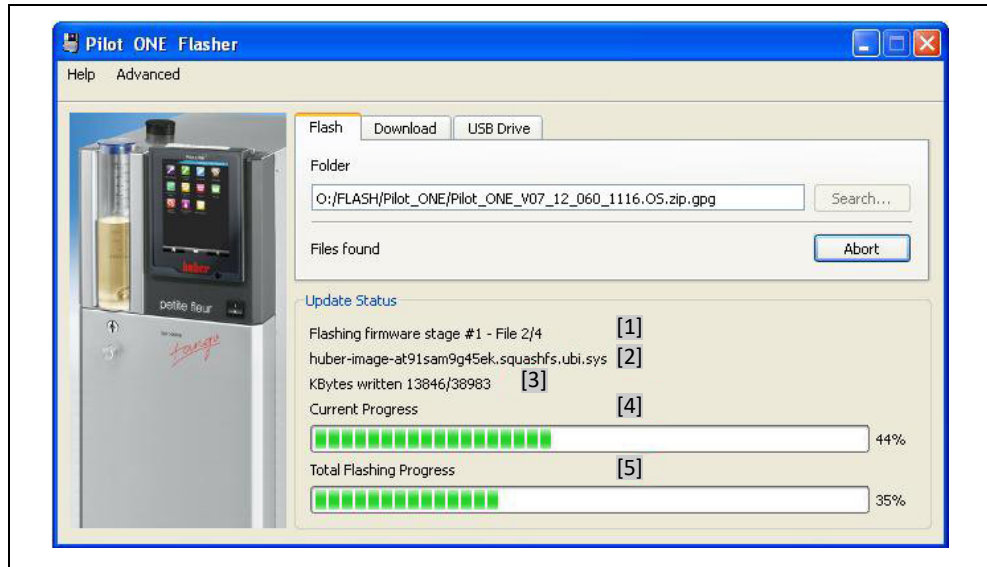 Pilot ONE Flasher
Help Advanced
Flash Download USB Drive
Folder
O:/FLASH/Pilot_ONE/Pilot_ONE_V07_12_060_1116.OS.zip.gpg Search...
Files found Abort
huber
petite fleur
tango
Update Status
Flashing firmware stage #1 - File 2/4 [1]
huber-image-at91sam9g45ek.squashfs.ubi.sys [2]
KBytes written 13846/38983 [3]
Current Progress [4]
44%
Total Flashing Progress [5]
35%